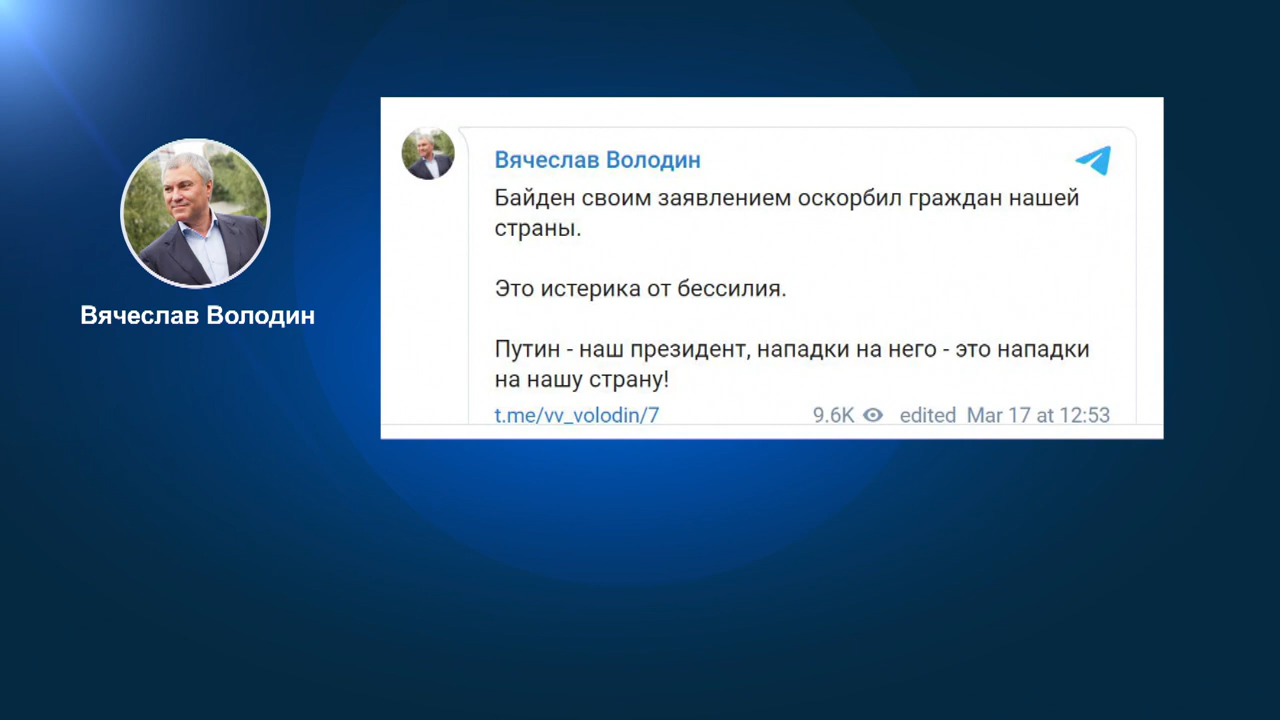 Вячеслав Володин
Вячеслав Володин
Байден своим заявлением оскорбил граждан нашей
страны.
Это истерика от бессилия.
Путин - наш президент, нападки на него - это нападки
на нашу страну!
t.me/vv_volodin/7 9.6K edited Mar 17 at 12:53